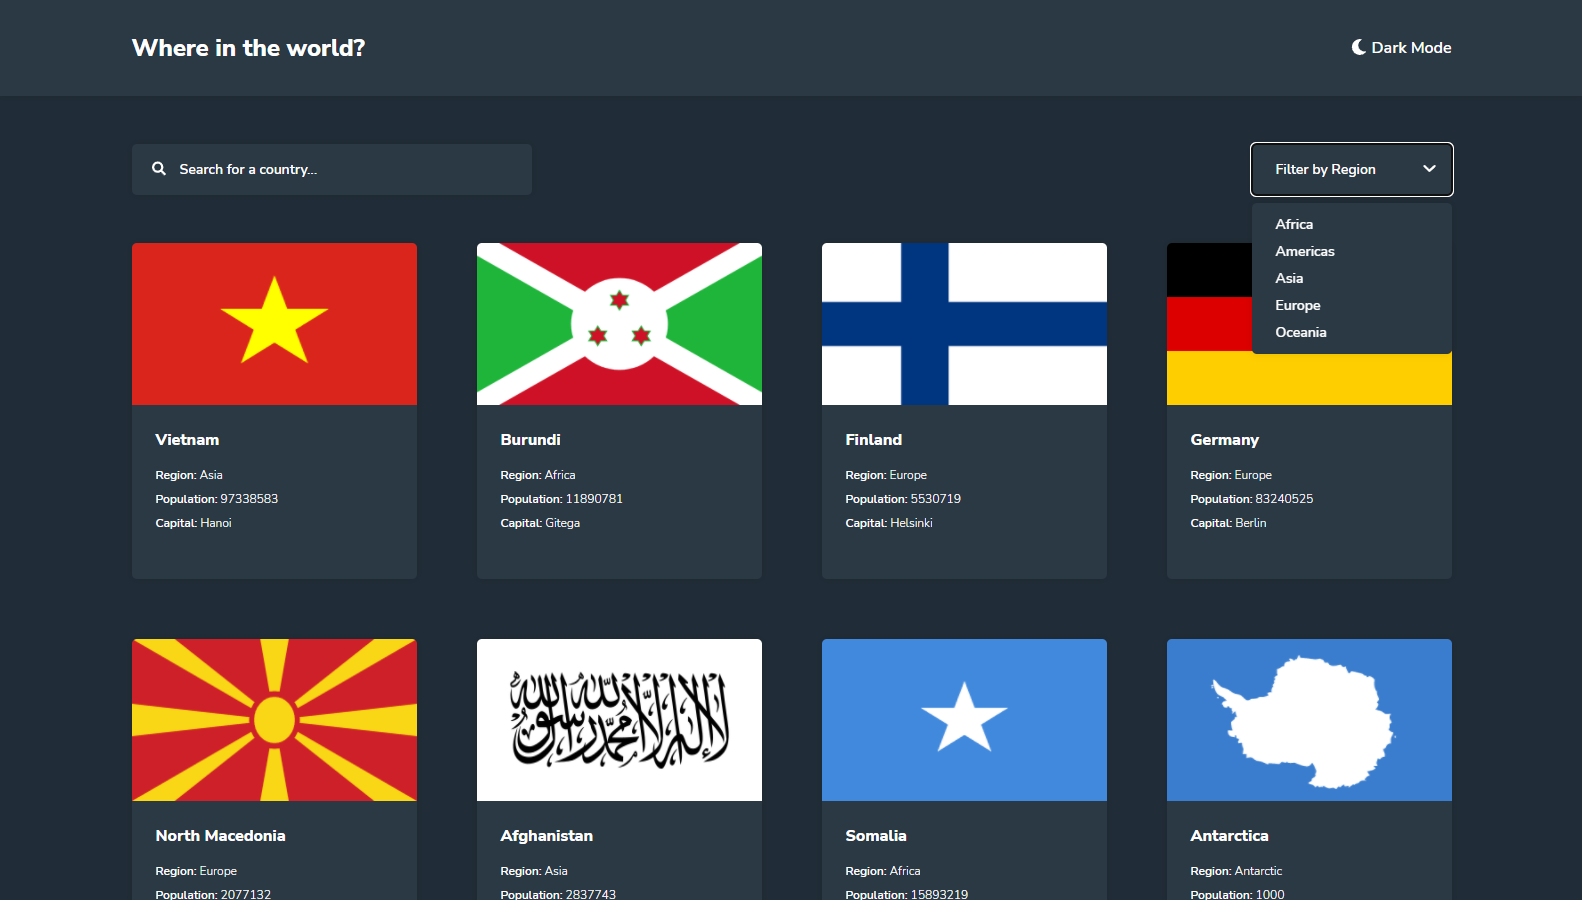 Where in the world?
Dark Mode
Search for a country...
Filter by Region
Africa
Americas
Asia
Europe
Oceania
Vietnam
Region: Asia
Population: 97338583
Capital: Hanoi
Burundi
Region: Africa
Population: 11890781
Capital: Gitega
Finland
Region: Europe
Population: 5530719
Capital: Helsinki
Germany
Region: Europe
Population: 83240525
Capital: Berlin
لا إله إلا الله محمد رسول الله
North Macedonia
Region: Europe
Population: 2077132
Afghanistan
Region: Asia
Population: 2837743
Somalia
Region: Africa
Population: 15893219
Antarctica
Region: Antarctic
Population: 1000